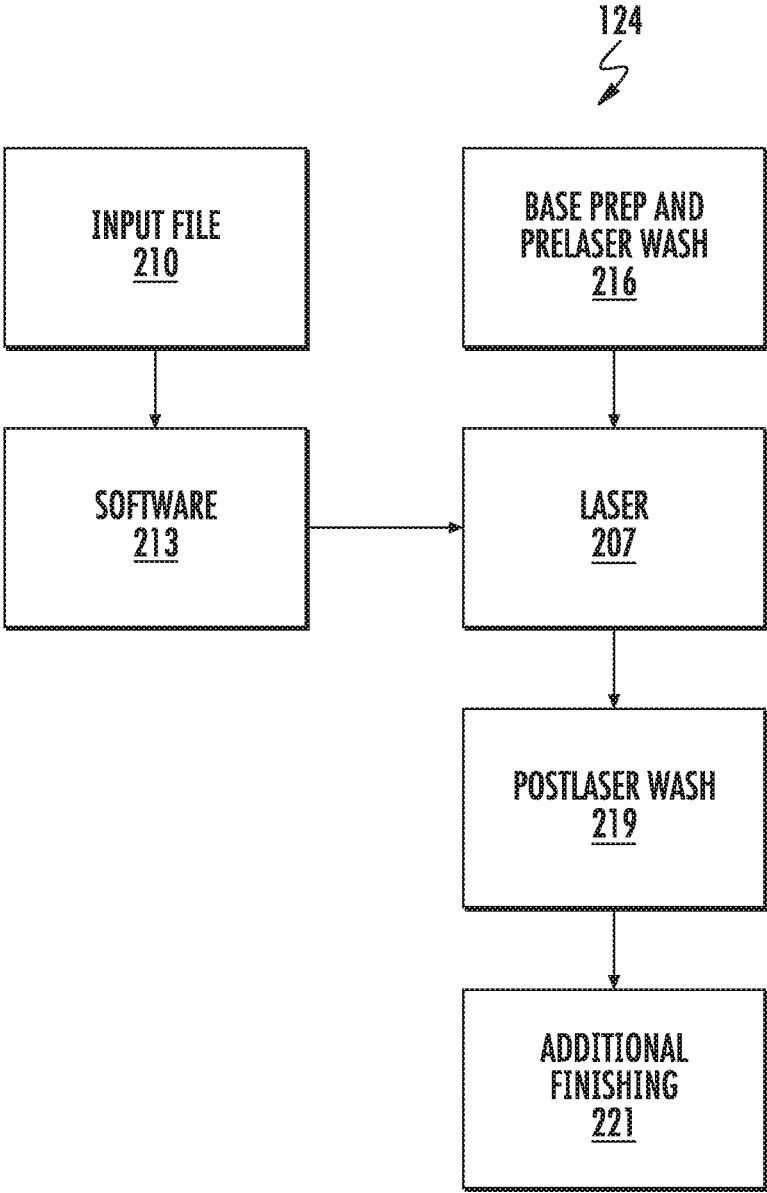 124
INPUT FILE
210
BASE PREP AND
PRELASER WASH
216
SOFTWARE
213
LASER
207
POSTLASER WASH
219
ADDITIONAL
FINISHING
221